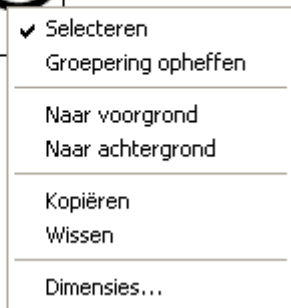 Selecteren
Groepering opheffen
Naar voorgrond
Naar achtergrond
Kopiëren
Wissen
Dimensies...